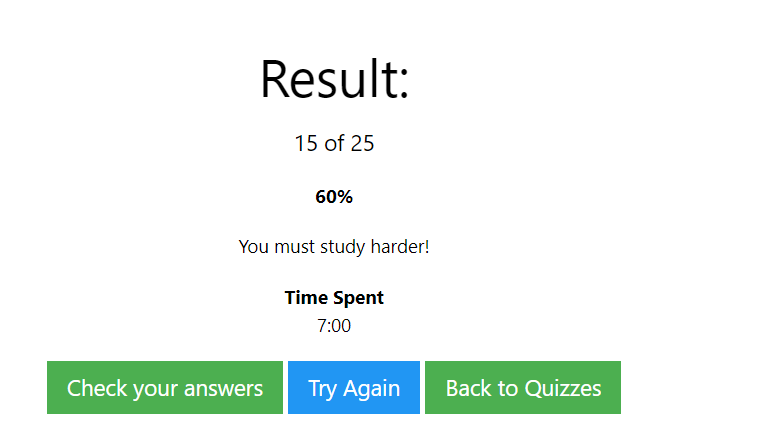 Result:
15 of 25
60%
You must study harder!
Time Spent
7:00
Check your answers Try Again Back to Quizzes